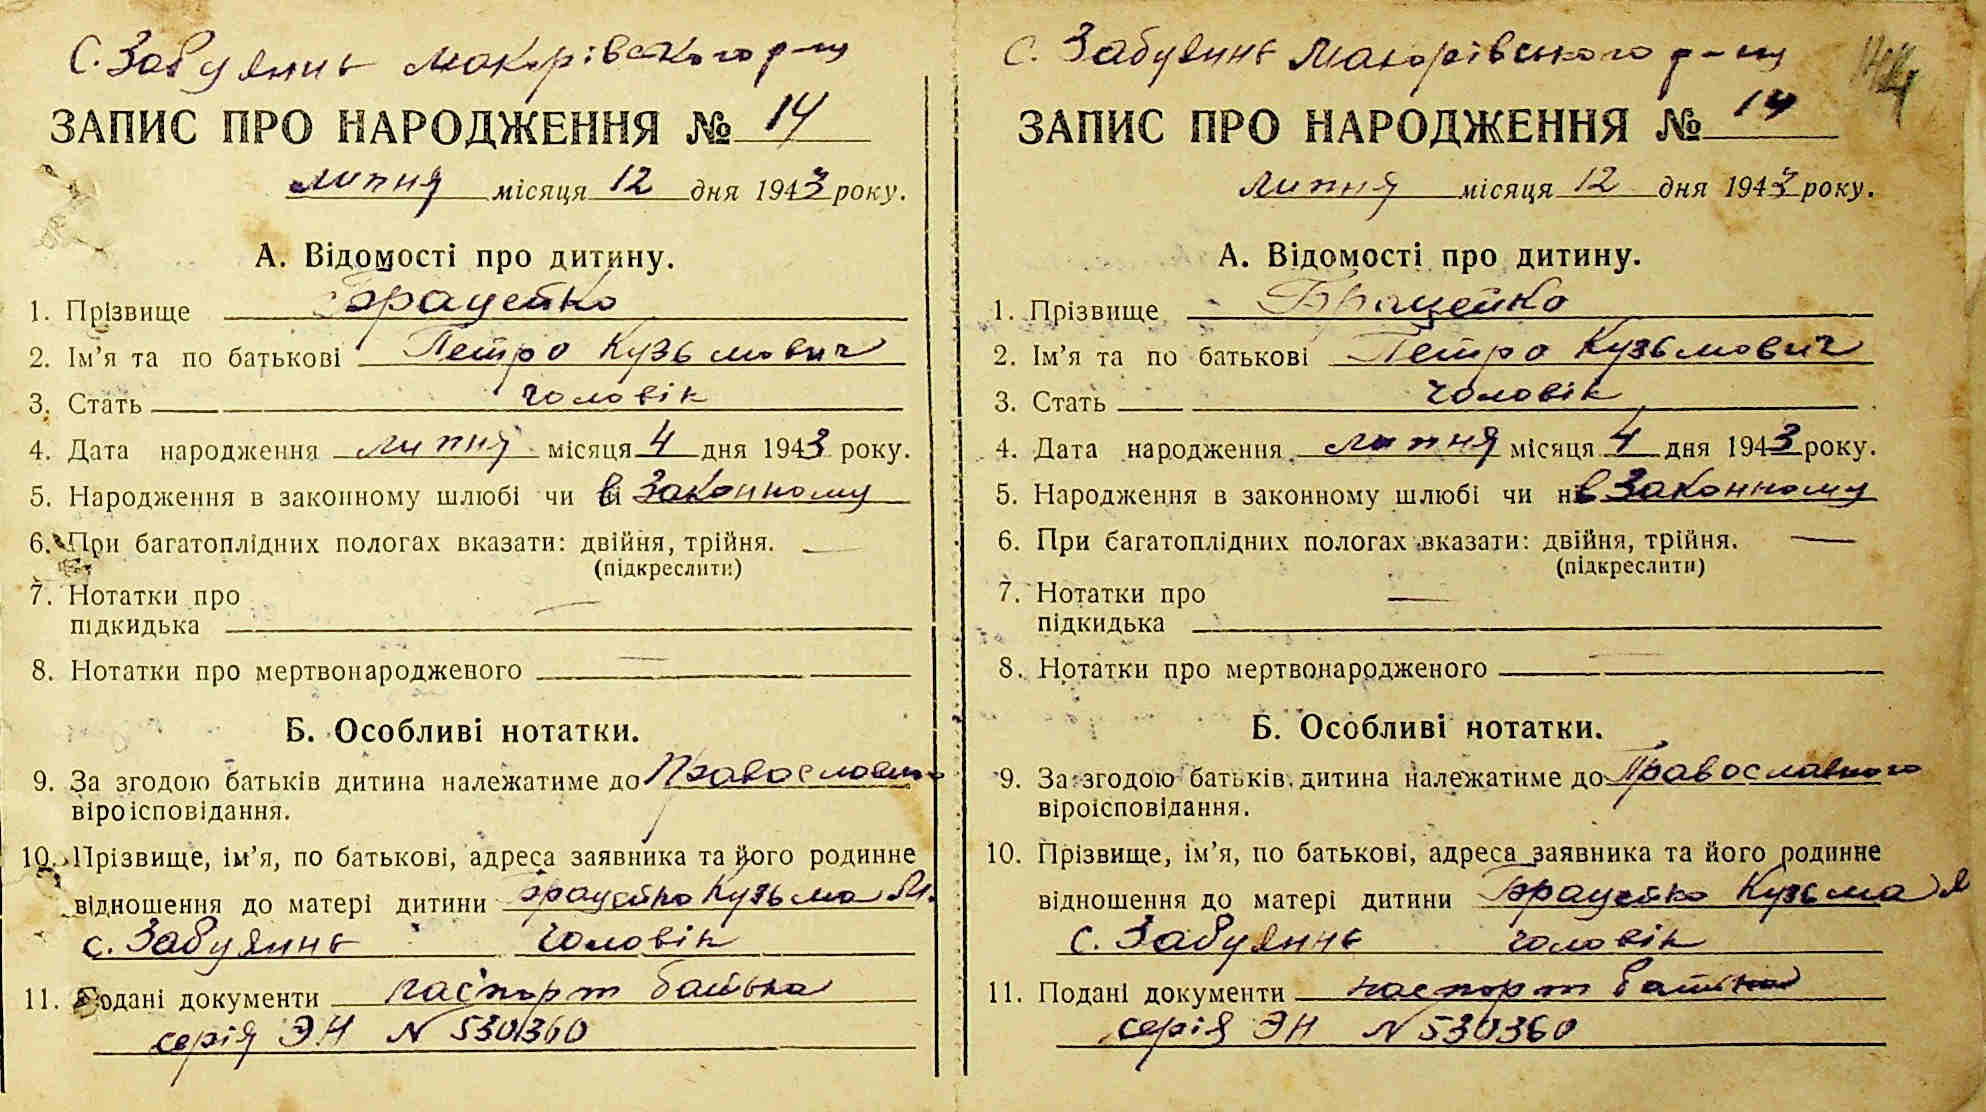 с. Забуяннь Макарівского р-ну
ЗАПИС ПРО НАРОДЖЕННЯ № 14
липня місяця 12 дня 1943 року.
А. Відомості про дитину.
1. Прізвище Брацейко
2. Ім'я та по батькові Петро Кузьмович
3. Стать чоловік
4. Дата народження липня місяця 4 дня 1943 року.
5. Народження в законному шлюбі чи в законному
6. При багатоплідних пологах вказати: двійня, трійня. —
(підкреслити)
7. Нотатки про
підкидька —
8. Нотатки про мертвонародженого —
Б. Особливі нотатки.
9. За згодою батьків дитина належатиме до Православного
віроісповідання.
10. Прізвище, ім'я, по батькові, адреса заявника та його родинне
відношення до матері дитини Брацейко Кузьма
с. Забуяннь чоловік
11. Подані документи паспорт батька
серія ЭН N 530360
с. Забуяннь Макарівського р-ну
144
ЗАПИС ПРО НАРОДЖЕННЯ № 14
липня місяця 12 дня 1943 року.
А. Відомості про дитину.
1. Прізвище Брацейко
2. Ім'я та по батькові Петро Кузьмович
3. Стать чоловік
4. Дата народження липня місяця 4 дня 1943 року.
5. Народження в законному шлюбі чи в законному
6. При багатоплідних пологах вказати: двійня, трійня. —
(підкреслити)
7. Нотатки про
підкидька —
8. Нотатки про мертвонародженого —
Б. Особливі нотатки.
9. За згодою батьків дитина належатиме до Православного
віроісповідання.
10. Прізвище, ім'я, по батькові, адреса заявника та його родинне
відношення до матері дитини Брацейко Кузьма
с. Забуяннь чоловік
11. Подані документи паспорт батька
серія ЭН N 530360